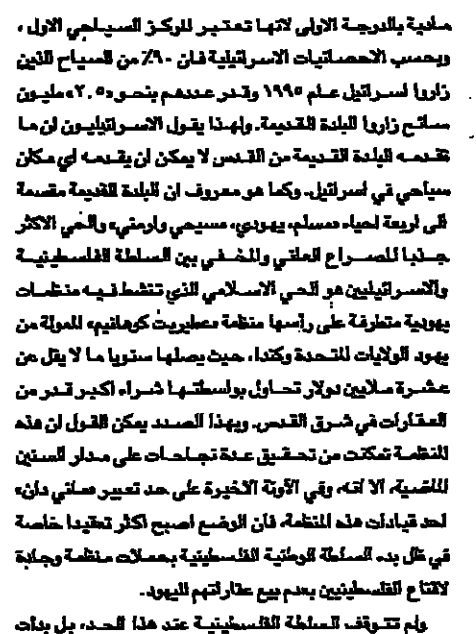 مادية بالدرجة الاولى لانها تعتبر المركز السياحي الاول ،
وبحسب الاحصائيات الاسرائيلية فان ٩٠٪ من السياح الذين
زاروا اسرائيل عام ١٩٩٥ وقدر عددهم بنحو «٢,٥» مليون
سائح زاروا البلدة القديمة. ولهذا يقول الاسرائيليون ان ما
تقدمه البلدة القديمة من القدس لا يمكن ان يقدمه اي مكان
سياحي في اسرائيل. وكما هو معروف ان البلدة القديمة مقسمة
الى اربعة احياء «مسلم، يهودي، مسيحي وارمني» والحي الاكثر
جذبا للصراع العلني والمخفي بين السلطة الفلسطينية
والاسرائيليين هو الحي الاسلامي الذي تنشط فيه منظمات
يهودية متطرفة على رأسها منظمة «عطيريت كوهانيم» الممولة من
يهود الولايات المتحدة وكندا، حيث يصلها سنويا ما لا يقل عن
عشرة ملايين دولار تحاول بواسطتها شراء اكبر قدر من
العقارات في شرق القدس. وبهذا الصدد يمكن القول ان هذه
المنظمة تمكنت من تحقيق عدة نجاحات على مدار السنين
الماضية، الا انه، وفي الآونة الاخيرة على حد تعبير «ماتي دان»
احد قيادات هذه المنظمة، فان الوضع اصبح اكثر تعقيدا خاصة
في ظل بدء السلطة الوطنية الفلسطينية بحملات منظمة وجادة
لاقناع الفلسطينيين بعدم بيع عقاراتهم لليهود.
ولم تتوقف السلطة الفلسطينية عند هذا الحد، بل بدأت